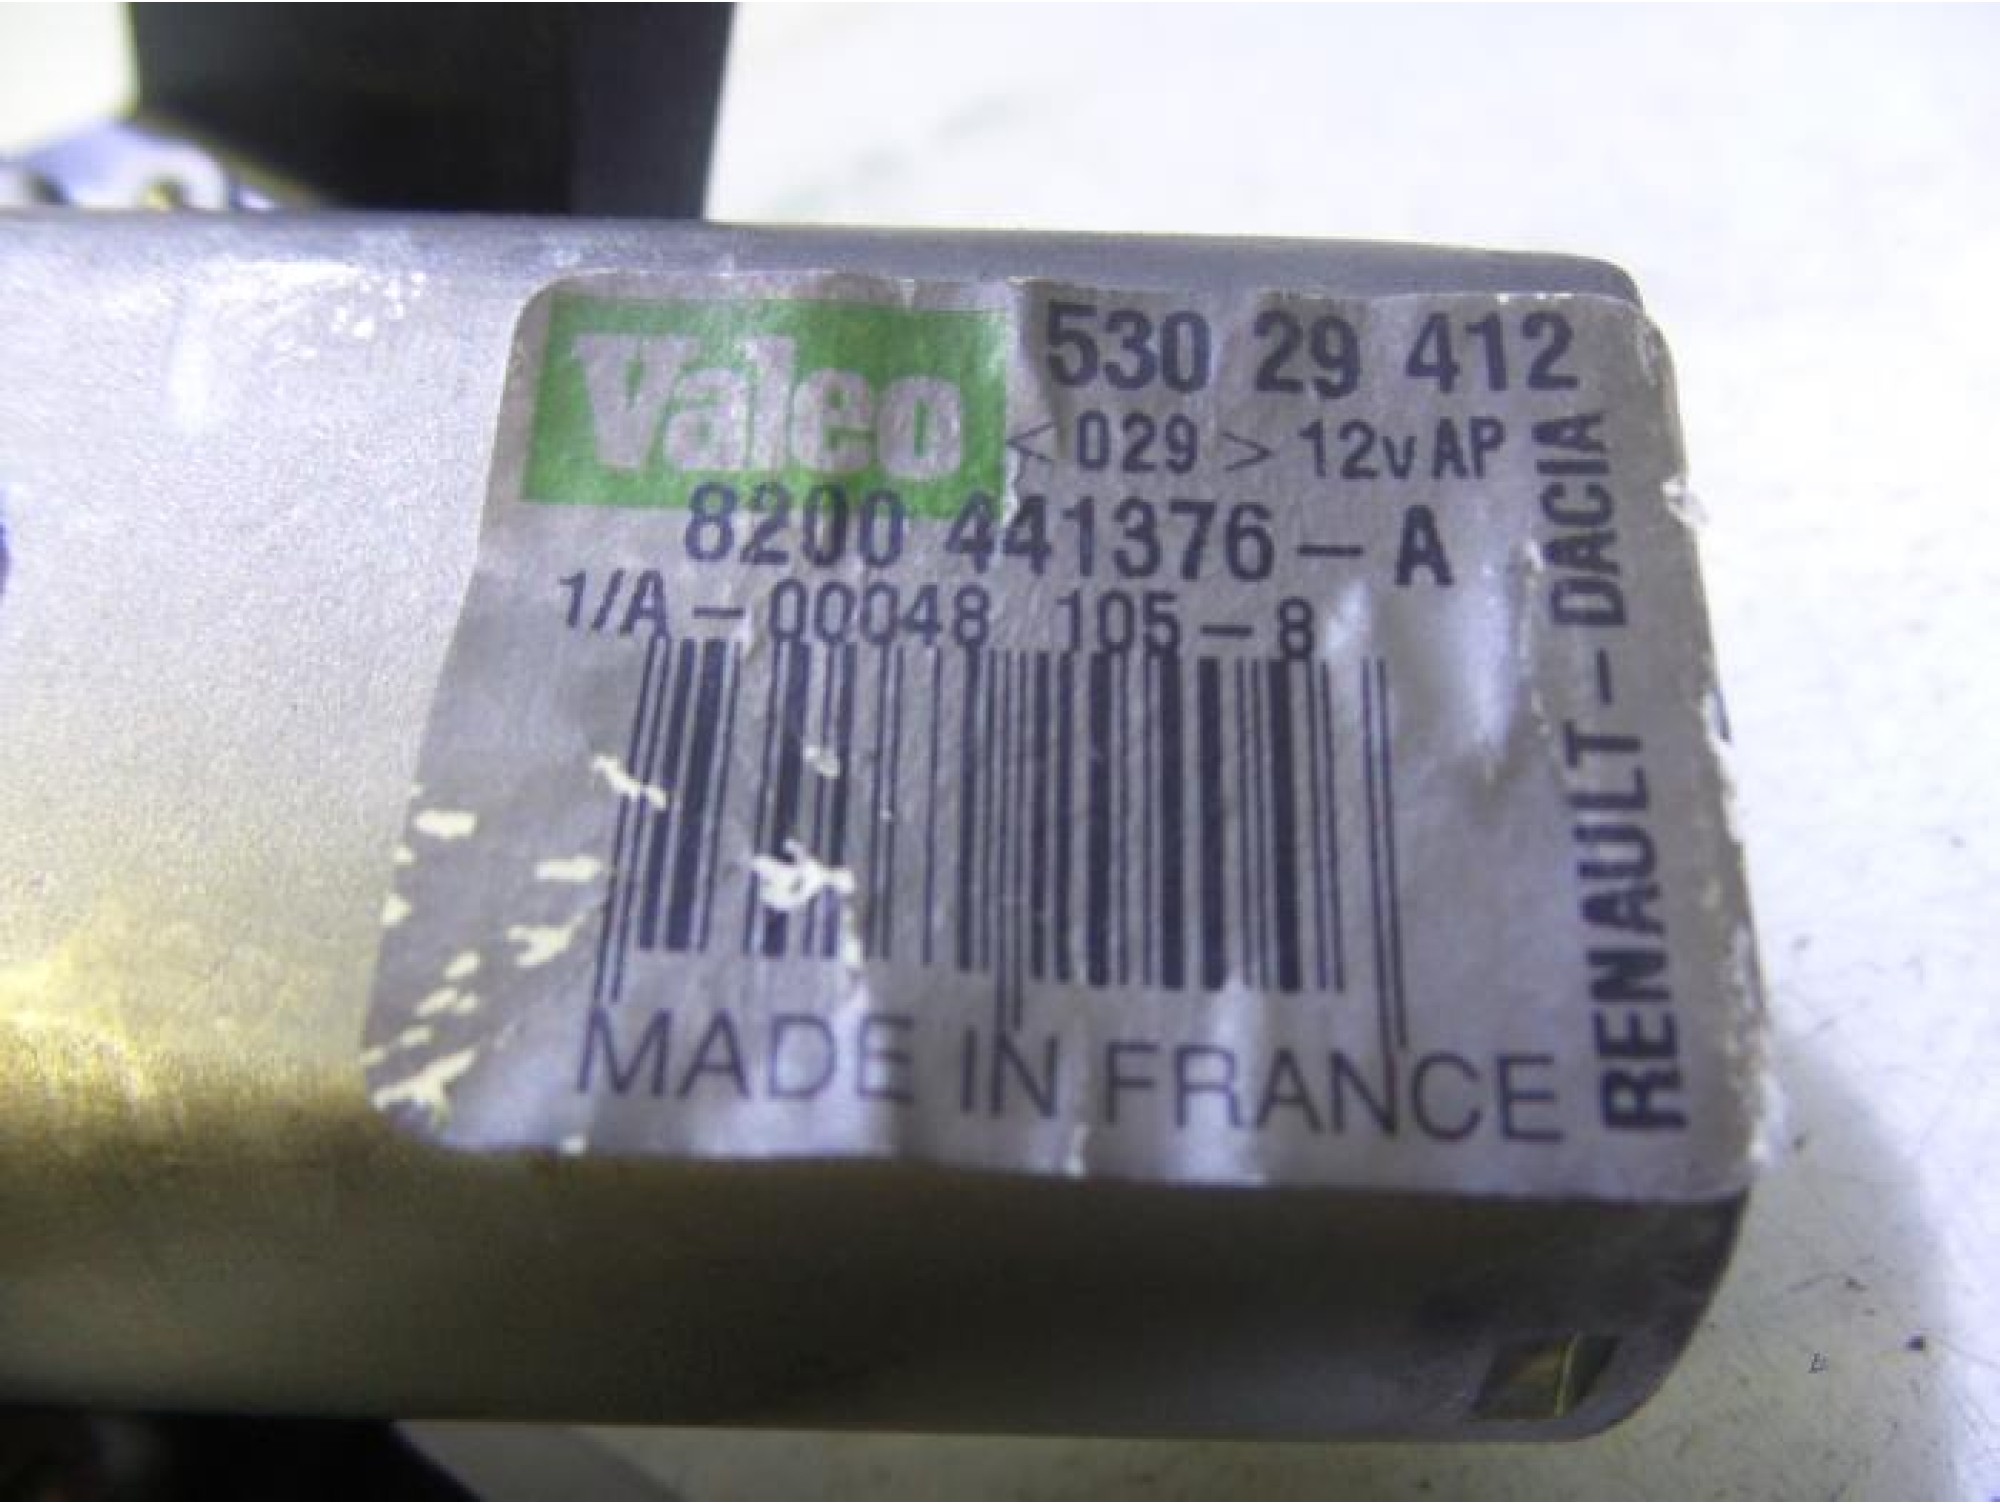 Valeo
530 29 412
< 029 > 12v AP
8200 441376 – A
1/A – 00048 105 – 8
MADE IN FRANCE
RENAULT – DACIA